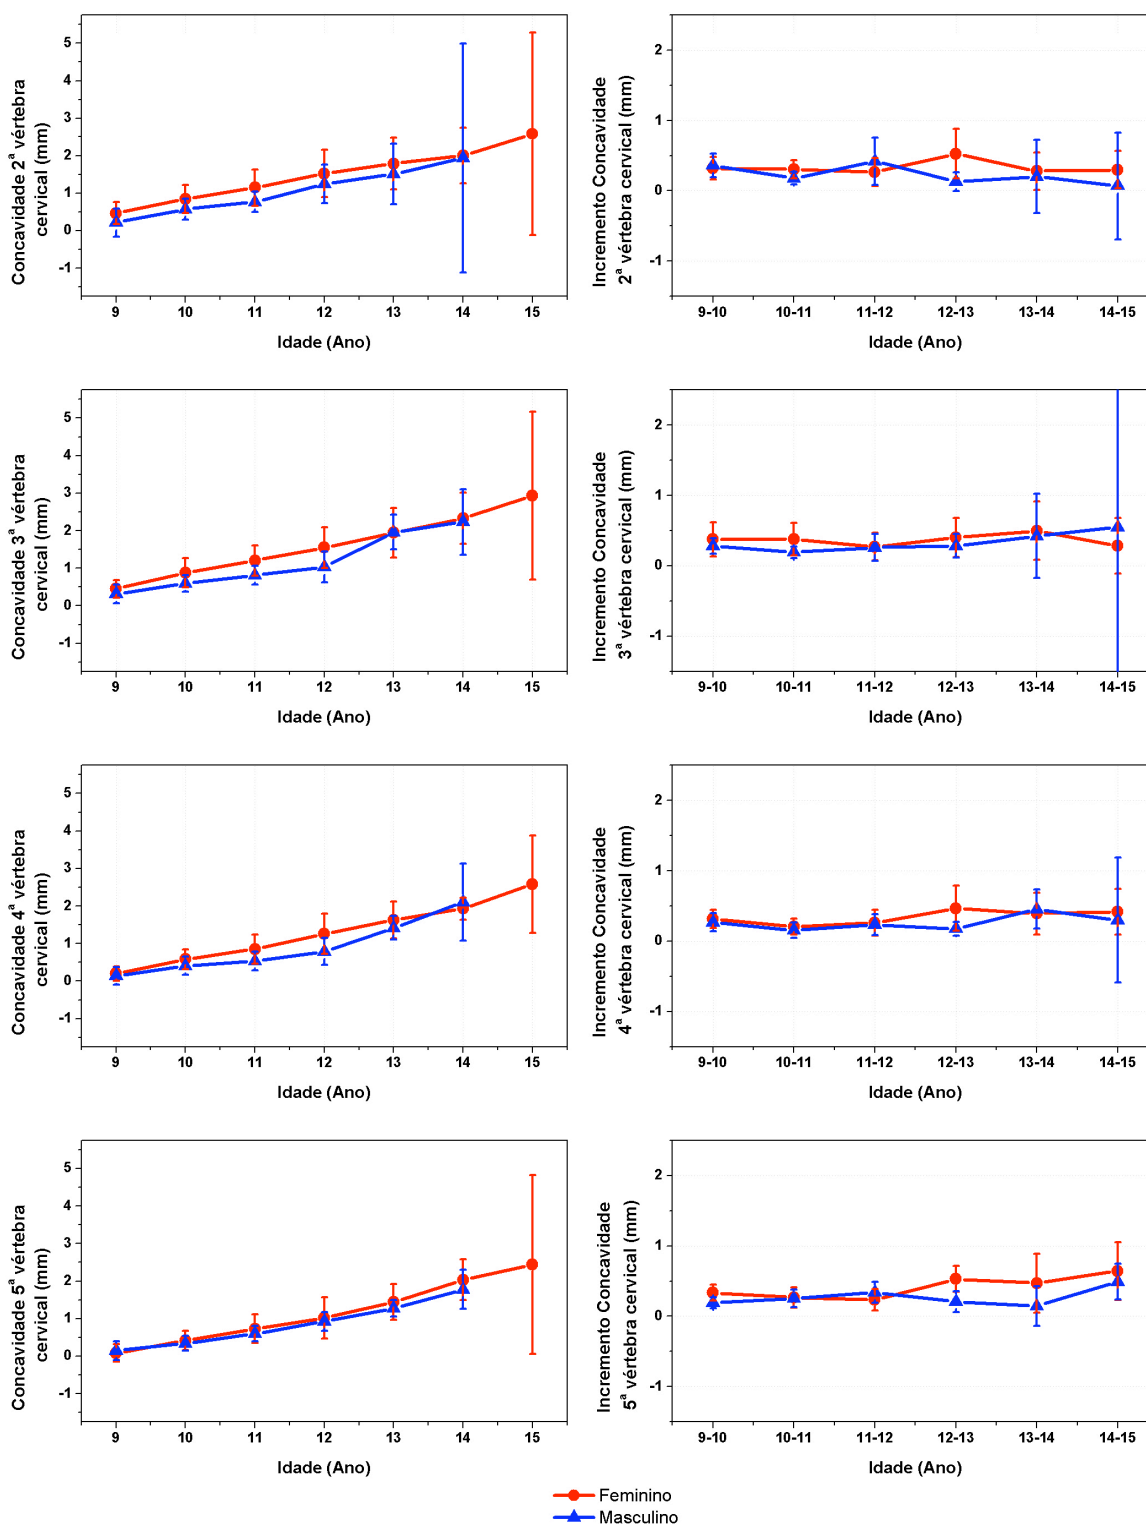 Concavidade 2ª vértebra
cervical (mm)
5
4
3
2
1
0
-1
9 10 11 12 13 14 15
Idade (Ano)
Incremento Concavidade
2ª vértebra cervical (mm)
2
1
0
-1
9-10 10-11 11-12 12-13 13-14 14-15
Idade (Ano)
Concavidade 3ª vértebra
cervical (mm)
5
4
3
2
1
0
-1
9 10 11 12 13 14 15
Idade (Ano)
Incremento Concavidade
3ª vértebra cervical (mm)
2
1
0
-1
9-10 10-11 11-12 12-13 13-14 14-15
Idade (Ano)
Concavidade 4ª vértebra
cervical (mm)
5
4
3
2
1
0
-1
9 10 11 12 13 14 15
Idade (Ano)
Incremento Concavidade
4ª vértebra cervical (mm)
2
1
0
-1
9-10 10-11 11-12 12-13 13-14 14-15
Idade (Ano)
Concavidade 5ª vértebra
cervical (mm)
5
4
3
2
1
0
-1
9 10 11 12 13 14 15
Idade (Ano)
Incremento Concavidade
5ª vértebra cervical (mm)
2
1
0
-1
9-10 10-11 11-12 12-13 13-14 14-15
Idade (Ano)
Feminino
Masculino